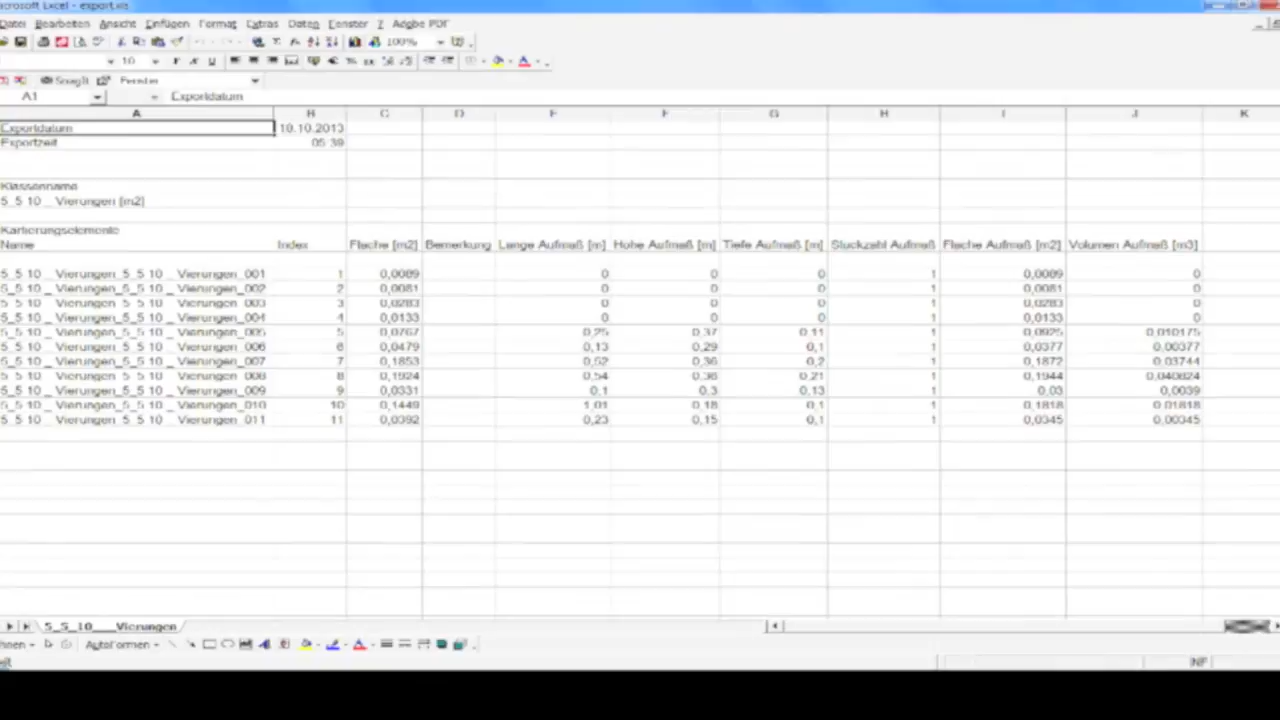 crosoft Excel - export.xls
Datei Bearbeiten Ansicht Einfügen Format Extras Daten Fenster ? Adobe PDF
100%
10 F K U
SnagIt Fenster
A1 = Exportdatum
A B C D E F G H I J K
Exportdatum 10.10.2013
Exportzeit 05:39
Klassenname
5_5 10 _ Vierungen [m2]
Kartierungselemente
Name Index Fläche [m2] Bemerkung Länge Aufmaß [m] Höhe Aufmaß [m] Tiefe Aufmaß [m] Stückzahl Aufmaß Fläche Aufmaß [m2] Volumen Aufmaß [m3]
5_5 10 _ Vierungen_5_5 10 _ Vierungen_001 1 0,0089 0 0 0 1 0,0089 0
5_5 10 _ Vierungen_5_5 10 _ Vierungen_002 2 0,0081 0 0 0 1 0,0081 0
5_5 10 _ Vierungen_5_5 10 _ Vierungen_003 3 0,0283 0 0 0 1 0,0283 0
5_5 10 _ Vierungen_5_5 10 _ Vierungen_004 4 0,0133 0 0 0 1 0,0133 0
5_5 10 _ Vierungen_5_5 10 _ Vierungen_005 5 0,0767 0,25 0,37 0,11 1 0,0925 0,010175
5_5 10 _ Vierungen_5_5 10 _ Vierungen_006 6 0,0479 0,13 0,29 0,1 1 0,0377 0,00377
5_5 10 _ Vierungen_5_5 10 _ Vierungen_007 7 0,1853 0,52 0,36 0,2 1 0,1872 0,03744
5_5 10 _ Vierungen_5_5 10 _ Vierungen_008 8 0,1924 0,54 0,36 0,21 1 0,1944 0,040824
5_5 10 _ Vierungen_5_5 10 _ Vierungen_009 9 0,0331 0,1 0,3 0,13 1 0,03 0,0039
5_5 10 _ Vierungen_5_5 10 _ Vierungen_010 10 0,1449 1,01 0,18 0,1 1 0,1818 0,01818
5_5 10 _ Vierungen_5_5 10 _ Vierungen_011 11 0,0392 0,23 0,15 0,1 1 0,0345 0,00345
5_5_10___Vierungen
hnen AutoFormen
NF